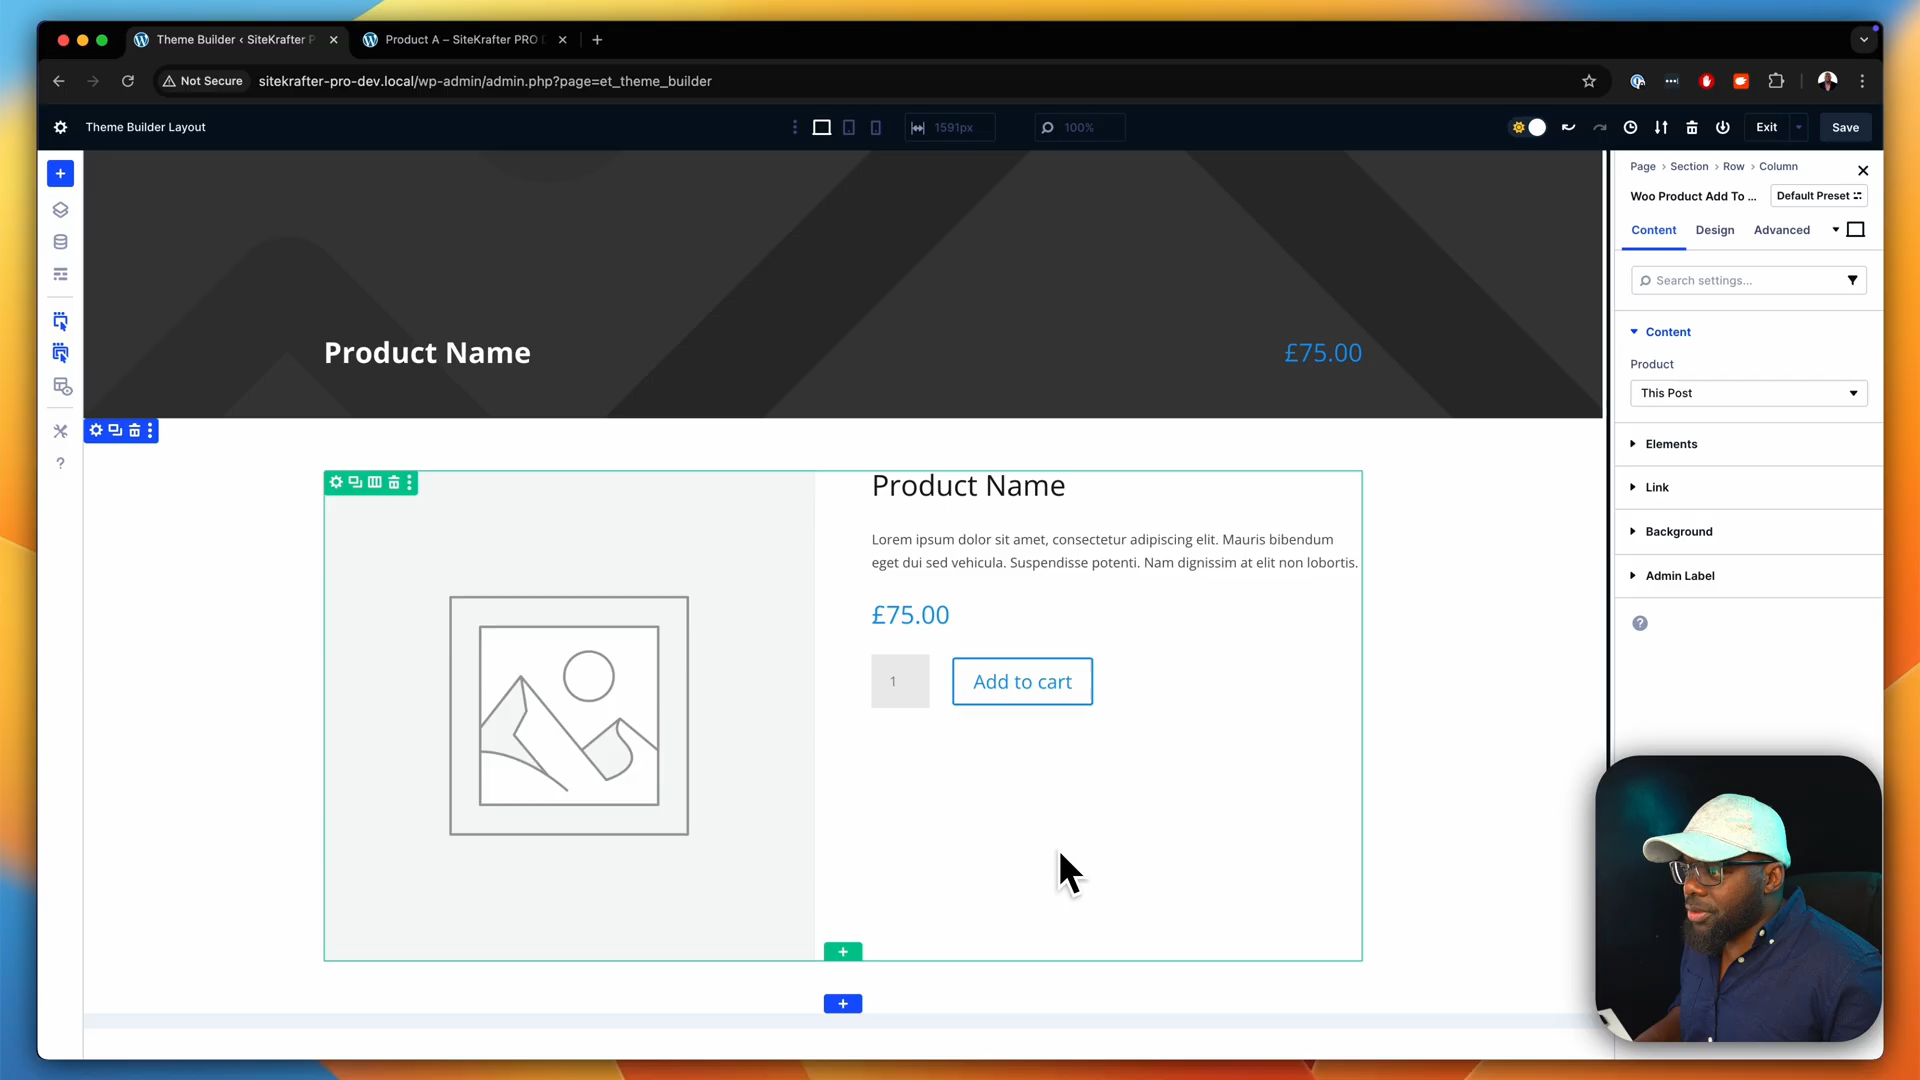 Theme Builder ‹ SiteKrafter P
Product A – SiteKrafter PRO
Not Secure
sitekrafter-pro-dev.local/wp-admin/admin.php?page=et_theme_builder
Theme Builder Layout
1591px
100%
Exit
Save
Page > Section > Row > Column
Woo Product Add To ...
Default Preset
Content
Design
Advanced
Search settings...
Content
Product
This Post
Elements
Link
Background
Admin Label
Product Name
£75.00
Product Name
Lorem ipsum dolor sit amet, consectetur adipiscing elit. Mauris bibendum
eget dui sed vehicula. Suspendisse potenti. Nam dignissim at elit non lobortis.
£75.00
1
Add to cart